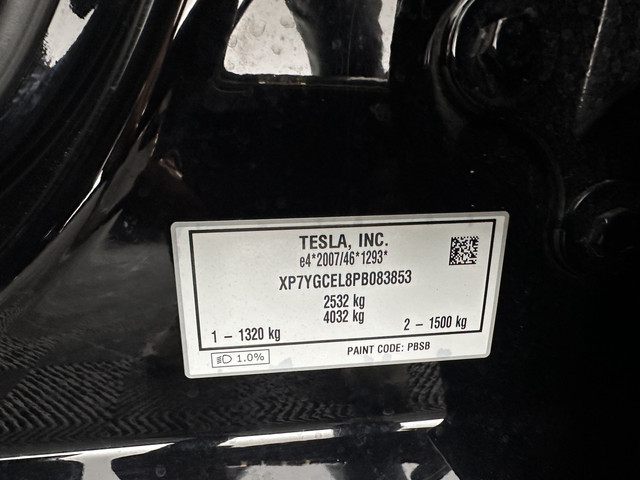 TESLA, INC.
e4*2007/46*1293*
XP7YGCEL8PB083853
2532 kg
4032 kg
1 – 1320 kg
2 – 1500 kg
1.0%
PAINT CODE: PBSB